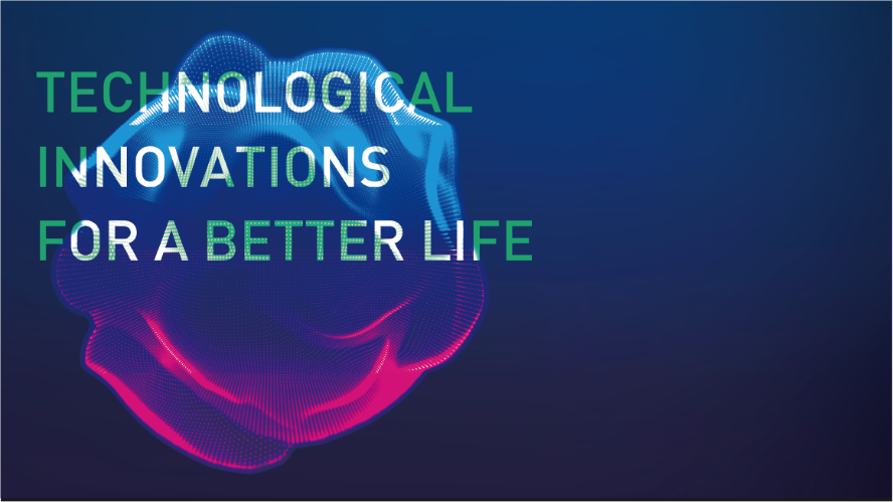 TECHNOLOGICAL
INNOVATIONS
FOR A BETTER LIFE